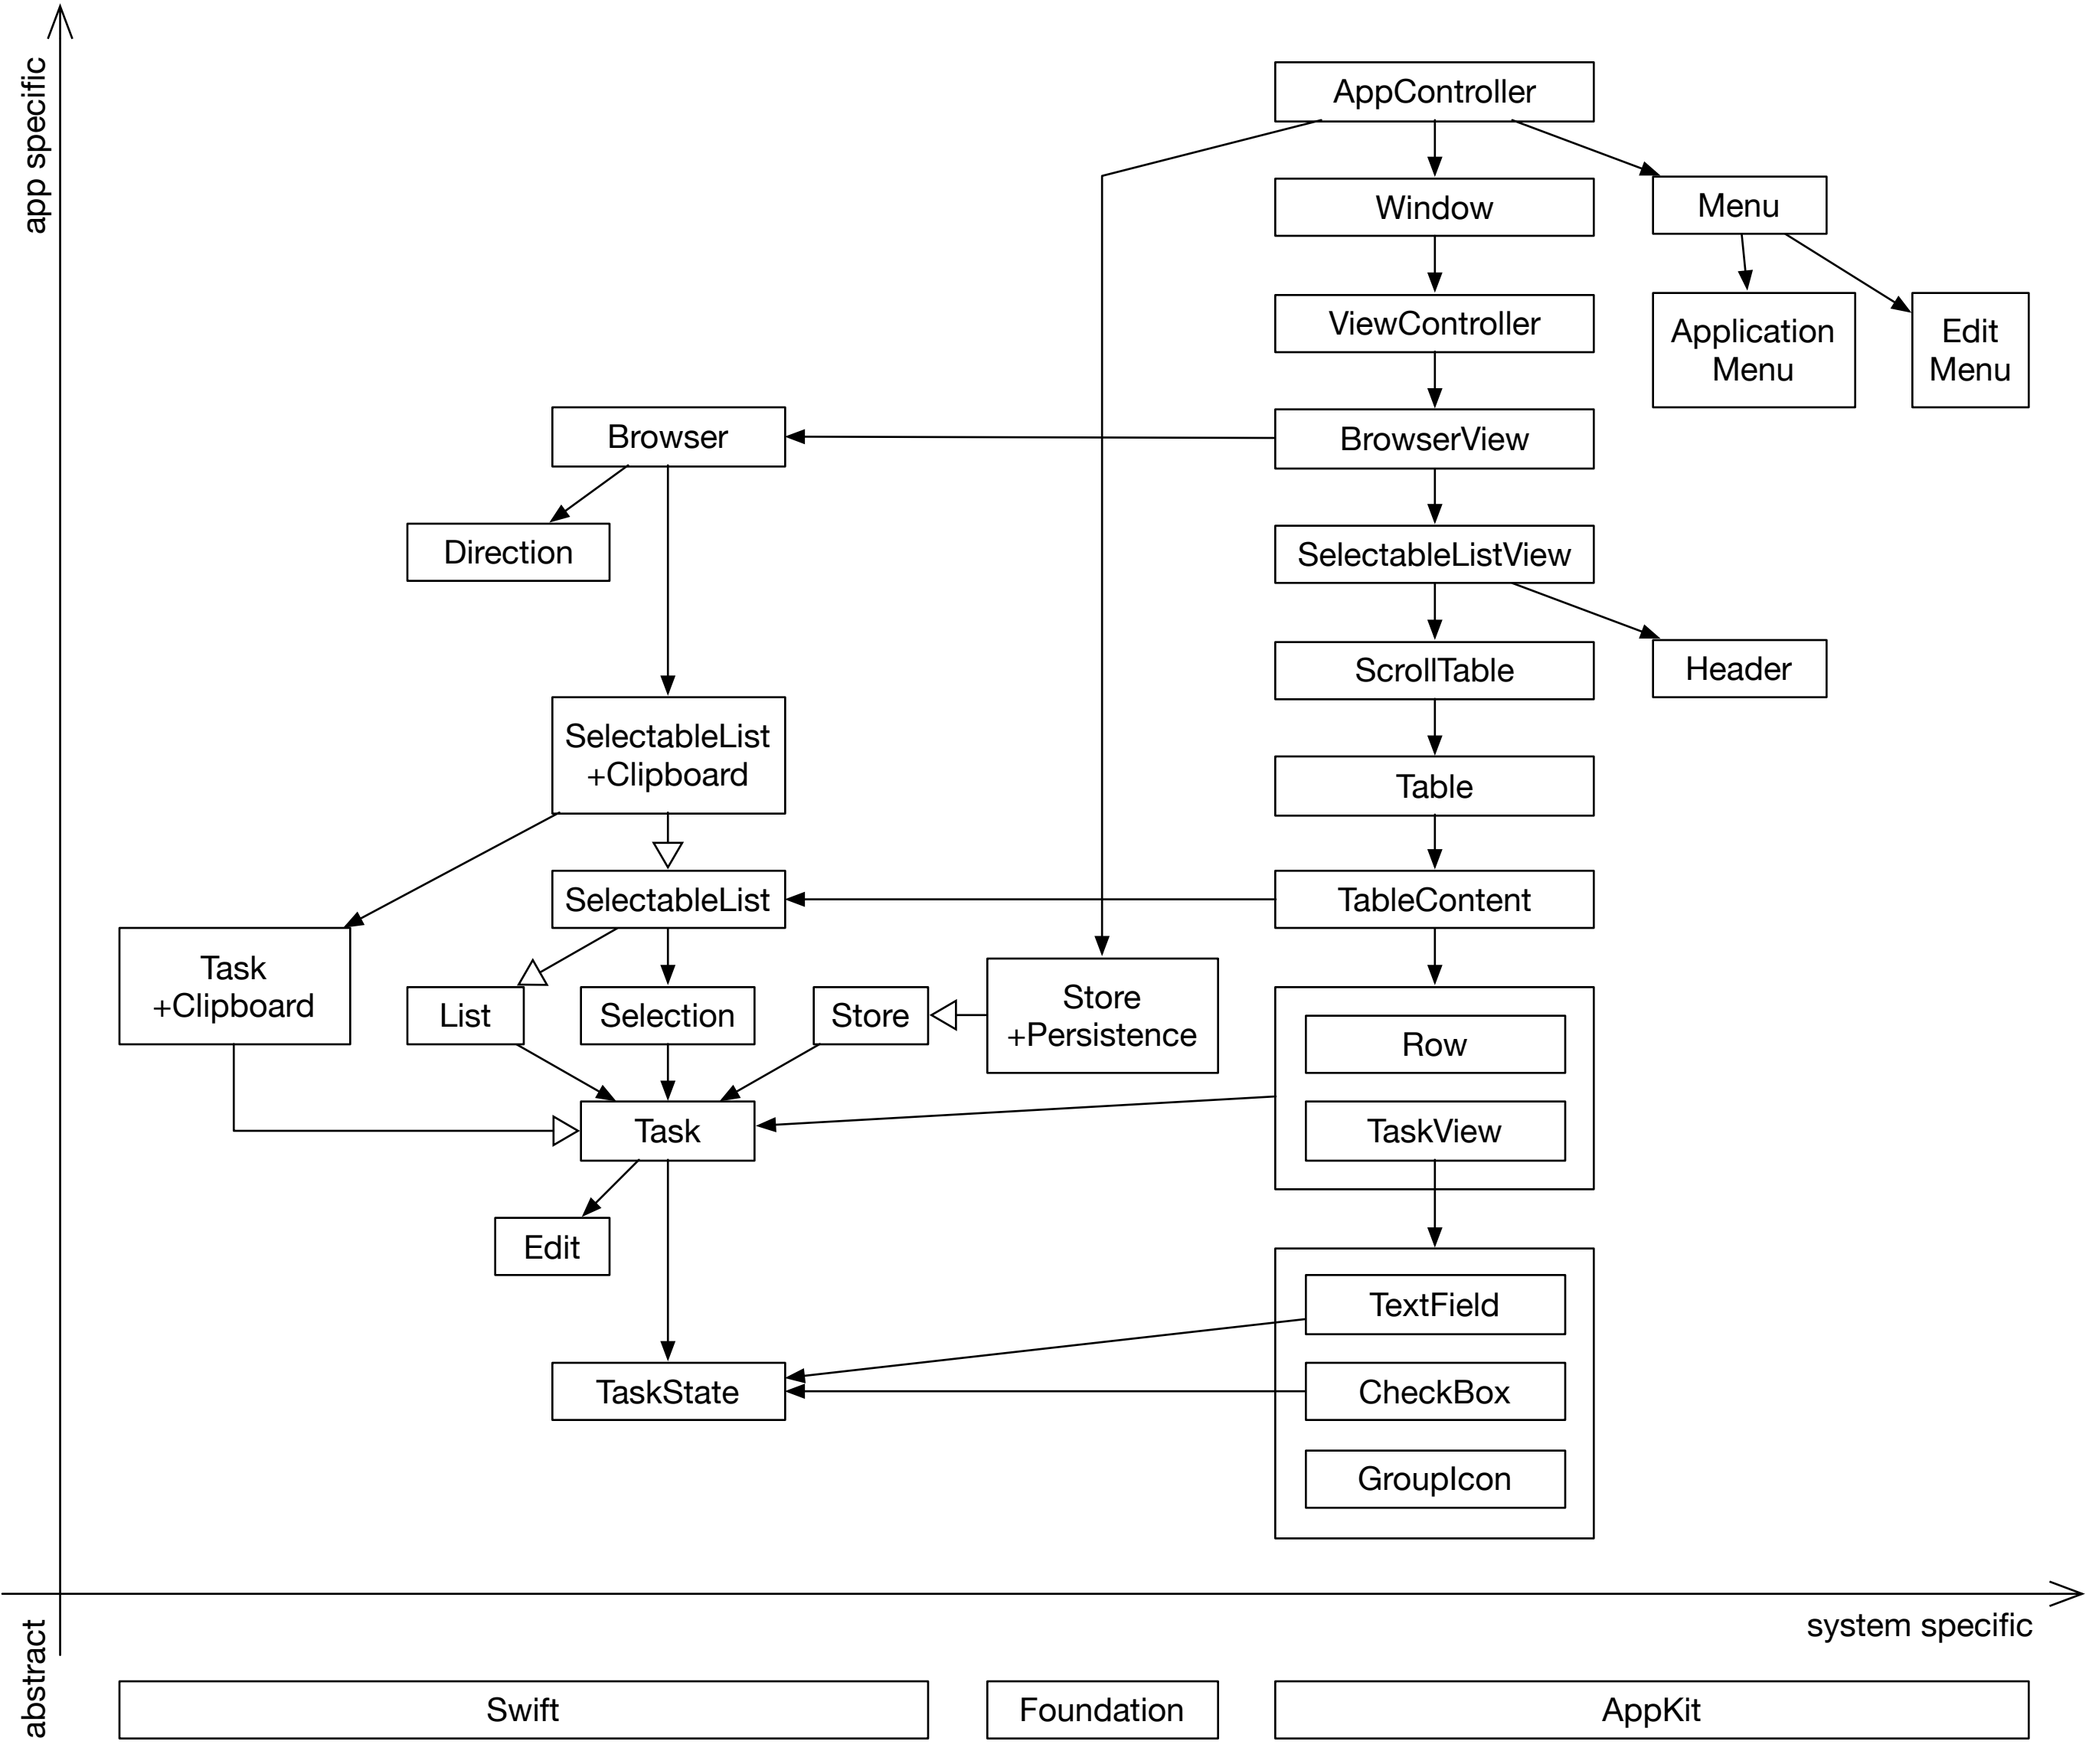 app specific
AppController
Window
Menu
ViewController
Application
Menu
Edit
Menu
Browser
BrowserView
Direction
SelectableListView
ScrollTable
Header
SelectableList
+Clipboard
Table
SelectableList
TableContent
Task
+Clipboard
List
Selection
Store
Store
+Persistence
Row
Task
TaskView
Edit
TextField
TaskState
CheckBox
GroupIcon
system specific
abstract
Swift
Foundation
AppKit